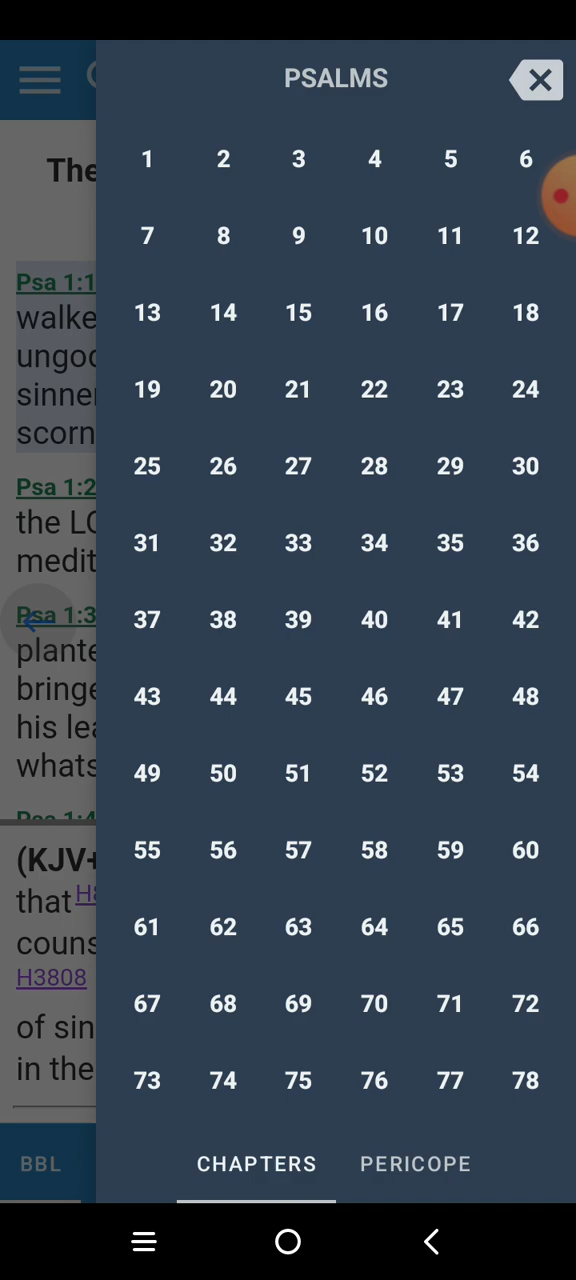 PSALMS
1 2 3 4 5 6
7 8 9 10 11 12
13 14 15 16 17 18
19 20 21 22 23 24
25 26 27 28 29 30
31 32 33 34 35 36
37 38 39 40 41 42
43 44 45 46 47 48
49 50 51 52 53 54
55 56 57 58 59 60
61 62 63 64 65 66
67 68 69 70 71 72
73 74 75 76 77 78
CHAPTERS PERICOPE
The
Psa 1:1
walke
ungod
sinner
scorn
Psa 1:2
the LO
medit
Psa 1:3
plante
bringe
his lea
whats
Psa 1:4
(KJV+
that H8
couns
H3808
of sin
in the
BBL